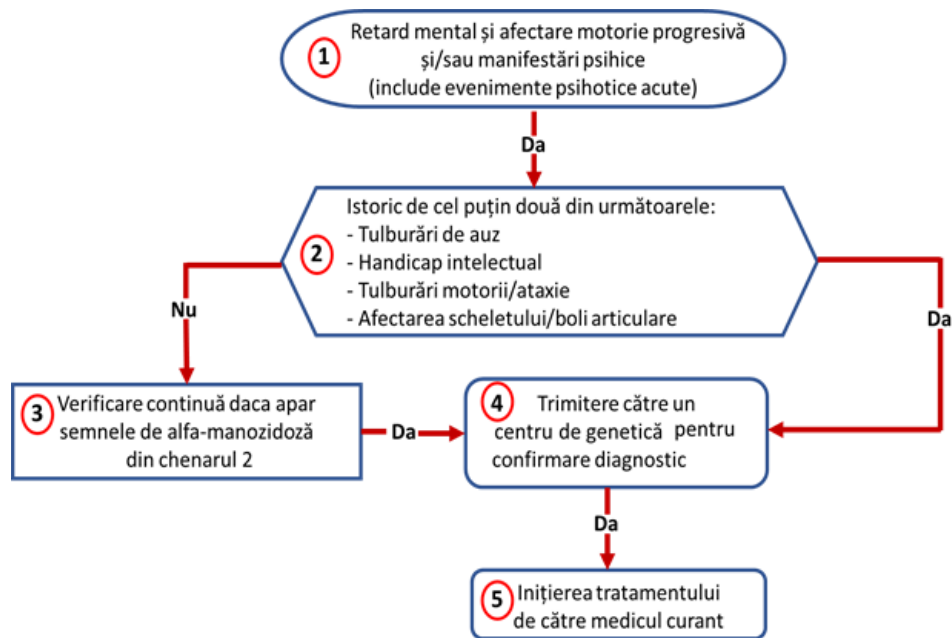 1
Retard mental și afectare motorie progresivă
și/sau manifestări psihice
(include evenimente psihotice acute)
Da
2
Istoric de cel puțin două din următoarele:
- Tulburări de auz
- Handicap intelectual
- Tulburări motorii/ataxie
- Afectarea scheletului/boli articulare
Nu
Da
3
Verificare continuă daca apar
semnele de alfa-manozidoză
din chenarul 2
Da
4
Trimitere către un
centru de genetică pentru
confirmare diagnostic
Da
5
Inițierea tratamentului
de către medicul curant